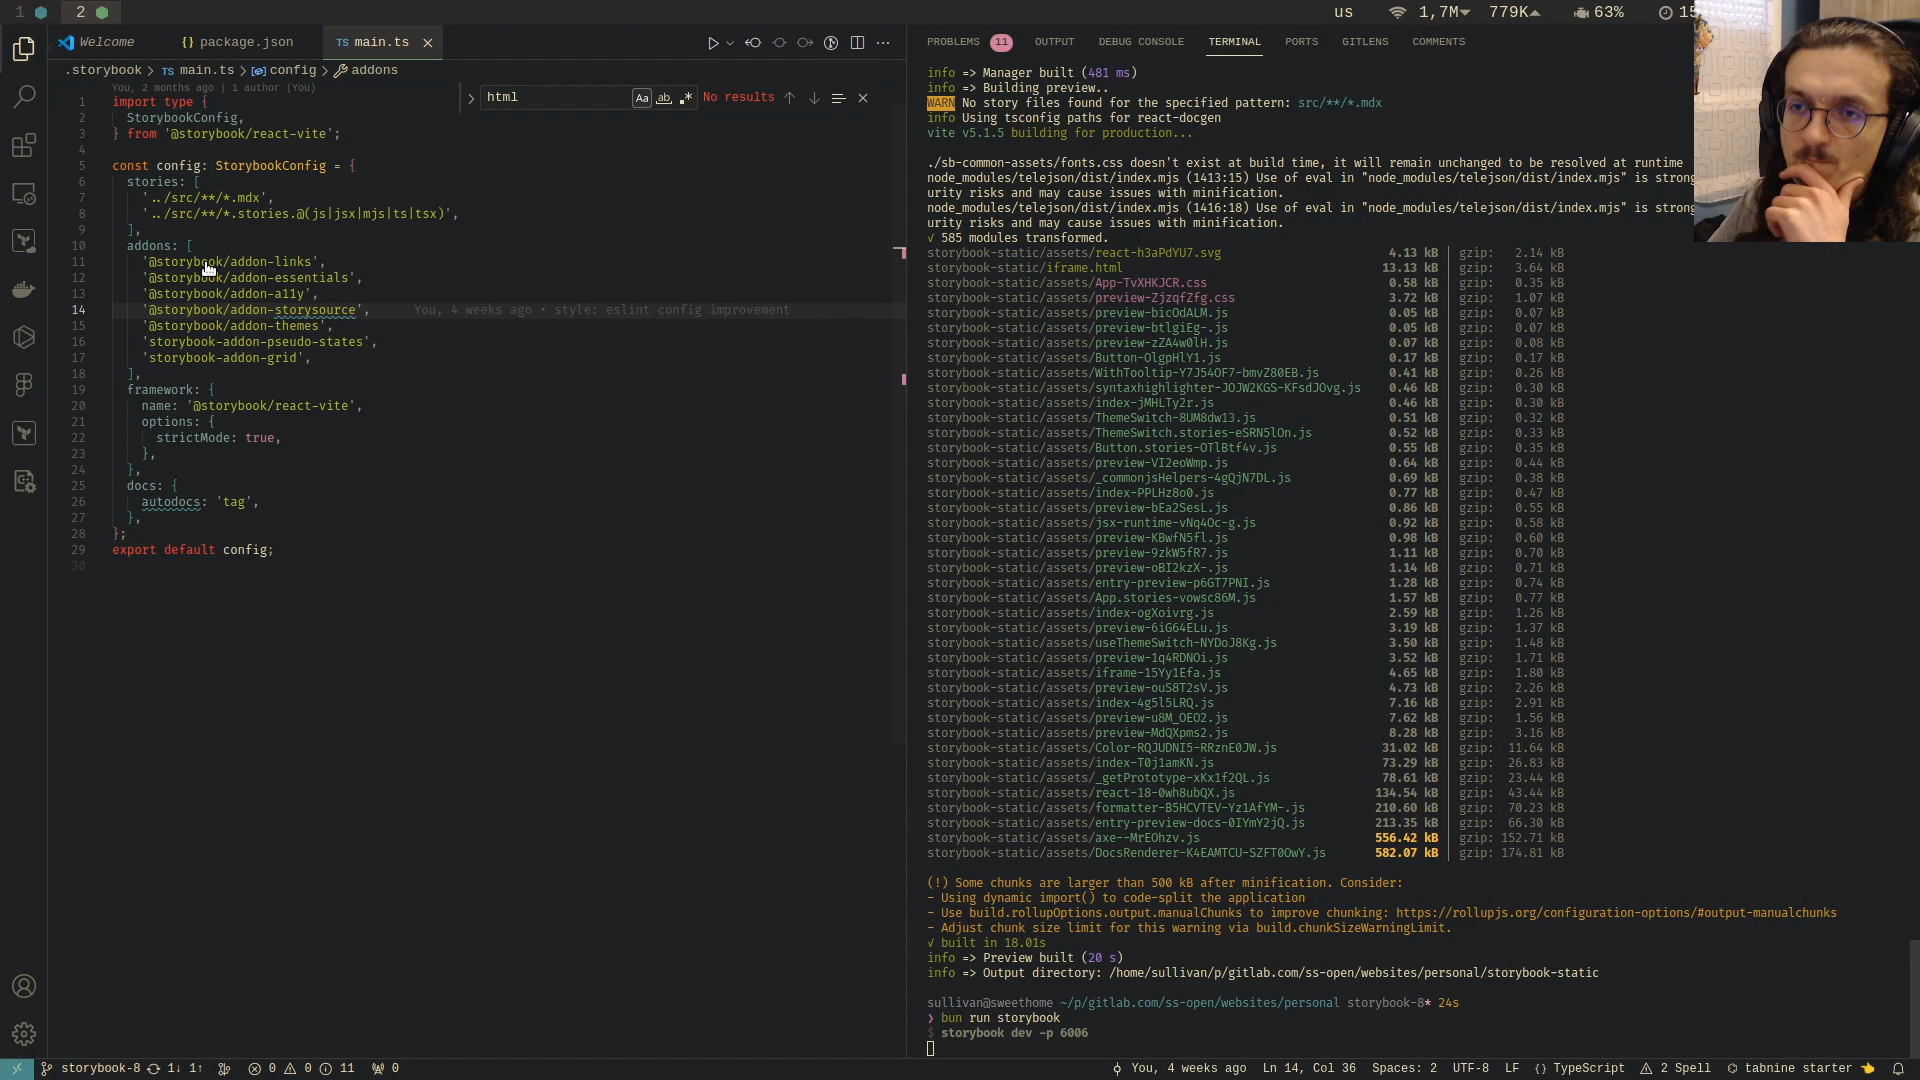 1 2 us 1,7M 779K 63% 15
Welcome package.json TS main.ts
.storybook > TS main.ts > config > addons
You, 2 months ago | 1 author (You)
html Aa ab No results
1 import type {
2 StorybookConfig,
3 } from '@storybook/react-vite';
4
5 const config: StorybookConfig = {
6 stories: [
7 '../src/**/*.mdx',
8 '../src/**/*.stories.@(js|jsx|mjs|ts|tsx)',
9 ],
10 addons: [
11 '@storybook/addon-links',
12 '@storybook/addon-essentials',
13 '@storybook/addon-a11y',
14 '@storybook/addon-storysource', You, 4 weeks ago • style: eslint config improvement
15 '@storybook/addon-themes',
16 'storybook-addon-pseudo-states',
17 'storybook-addon-grid',
18 ],
19 framework: {
20 name: '@storybook/react-vite',
21 options: {
22 strictMode: true,
23 },
24 },
25 docs: {
26 autodocs: 'tag',
27 },
28 };
29 export default config;
30
PROBLEMS 11 OUTPUT DEBUG CONSOLE TERMINAL PORTS GITLENS COMMENTS
info => Manager built (481 ms)
info => Building preview..
WARN No story files found for the specified pattern: src/**/*.mdx
info Using tsconfig paths for react-docgen
vite v5.1.5 building for production...
./sb-common-assets/fonts.css doesn't exist at build time, it will remain unchanged to be resolved at runtime
node_modules/telejson/dist/index.mjs (1413:15) Use of eval in "node_modules/telejson/dist/index.mjs" is strong
urity risks and may cause issues with minification.
node_modules/telejson/dist/index.mjs (1416:18) Use of eval in "node_modules/telejson/dist/index.mjs" is strong
urity risks and may cause issues with minification.
✓ 585 modules transformed.
storybook-static/assets/react-h3aPdYU7.svg 4.13 kB │ gzip: 2.14 kB
storybook-static/iframe.html 13.13 kB │ gzip: 3.64 kB
storybook-static/assets/App-TvXHKJCR.css 0.58 kB │ gzip: 0.35 kB
storybook-static/assets/preview-ZjzqfZfg.css 3.72 kB │ gzip: 1.07 kB
storybook-static/assets/preview-bicOdALM.js 0.05 kB │ gzip: 0.07 kB
storybook-static/assets/preview-btlgiEg-.js 0.05 kB │ gzip: 0.07 kB
storybook-static/assets/preview-zZA4w0lH.js 0.07 kB │ gzip: 0.08 kB
storybook-static/assets/Button-OlgpHlY1.js 0.17 kB │ gzip: 0.17 kB
storybook-static/assets/WithTooltip-Y7J54OF7-bmvZ80EB.js 0.41 kB │ gzip: 0.26 kB
storybook-static/assets/syntaxhighlighter-JOJW2KGS-KFsdJOvg.js 0.46 kB │ gzip: 0.30 kB
storybook-static/assets/index-jMHLTy2r.js 0.46 kB │ gzip: 0.30 kB
storybook-static/assets/ThemeSwitch-8UM8dw13.js 0.51 kB │ gzip: 0.32 kB
storybook-static/assets/ThemeSwitch.stories-eSRN5lOn.js 0.52 kB │ gzip: 0.33 kB
storybook-static/assets/Button.stories-OTlBtf4v.js 0.55 kB │ gzip: 0.35 kB
storybook-static/assets/preview-VI2eoWmp.js 0.64 kB │ gzip: 0.44 kB
storybook-static/assets/_commonjsHelpers-4gQjN7DL.js 0.69 kB │ gzip: 0.38 kB
storybook-static/assets/index-PPLHz8o0.js 0.77 kB │ gzip: 0.47 kB
storybook-static/assets/preview-bEa2SesL.js 0.86 kB │ gzip: 0.55 kB
storybook-static/assets/jsx-runtime-vNq4Oc-g.js 0.92 kB │ gzip: 0.58 kB
storybook-static/assets/preview-KBwfN5fl.js 0.98 kB │ gzip: 0.60 kB
storybook-static/assets/preview-9zkW5fR7.js 1.11 kB │ gzip: 0.70 kB
storybook-static/assets/preview-oBI2kzX-.js 1.14 kB │ gzip: 0.71 kB
storybook-static/assets/entry-preview-p6GT7PNI.js 1.28 kB │ gzip: 0.74 kB
storybook-static/assets/App.stories-vowsc86M.js 1.57 kB │ gzip: 0.77 kB
storybook-static/assets/index-ogXoivrg.js 2.59 kB │ gzip: 1.26 kB
storybook-static/assets/preview-6iG64ELu.js 3.19 kB │ gzip: 1.37 kB
storybook-static/assets/useThemeSwitch-NYDoJ8Kg.js 3.50 kB │ gzip: 1.48 kB
storybook-static/assets/preview-1q4RDNOi.js 3.52 kB │ gzip: 1.71 kB
storybook-static/assets/iframe-15Yy1Efa.js 4.65 kB │ gzip: 1.80 kB
storybook-static/assets/preview-ouS8T2sV.js 4.73 kB │ gzip: 2.26 kB
storybook-static/assets/index-4g5l5LRQ.js 7.16 kB │ gzip: 2.91 kB
storybook-static/assets/preview-u8M_OEO2.js 7.62 kB │ gzip: 1.56 kB
storybook-static/assets/preview-MdQXpms2.js 8.28 kB │ gzip: 3.16 kB
storybook-static/assets/Color-RQJUDNI5-RRznE0JW.js 31.02 kB │ gzip: 11.64 kB
storybook-static/assets/index-T0j1amKN.js 73.29 kB │ gzip: 26.83 kB
storybook-static/assets/_getPrototype-xKx1f2QL.js 78.61 kB │ gzip: 23.44 kB
storybook-static/assets/react-18-0wh8ubQX.js 134.54 kB │ gzip: 43.44 kB
storybook-static/assets/formatter-B5HCVTEV-Yz1AfYM-.js 210.60 kB │ gzip: 70.23 kB
storybook-static/assets/entry-preview-docs-0IYmY2jQ.js 213.35 kB │ gzip: 66.30 kB
storybook-static/assets/axe--MrEOhzv.js 556.42 kB │ gzip: 152.71 kB
storybook-static/assets/DocsRenderer-K4EAMTCU-SZFT0OwY.js 582.07 kB │ gzip: 174.81 kB
(!) Some chunks are larger than 500 kB after minification. Consider:
- Using dynamic import() to code-split the application
- Use build.rollupOptions.output.manualChunks to improve chunking: https://rollupjs.org/configuration-options/#output-manualchunks
- Adjust chunk size limit for this warning via build.chunkSizeWarningLimit.
✓ built in 18.01s
info => Preview built (20 s)
info => Output directory: /home/sullivan/p/gitlab.com/ss-open/websites/personal/storybook-static
sullivan@sweethome ~/p/gitlab.com/ss-open/websites/personal storybook-8* 24s
❯ bun run storybook
$ storybook dev -p 6006
storybook-8 1↓ 1↑ 0 0 11 0 You, 4 weeks ago Ln 14, Col 36 Spaces: 2 UTF-8 LF {} TypeScript 2 Spell tabnine starter